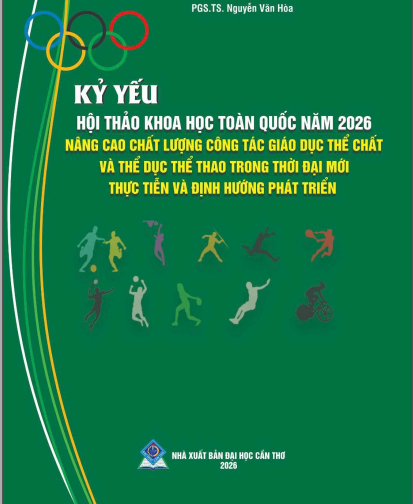 PGS.TS. Nguyễn Văn Hòa
KỶ YẾU
HỘI THẢO KHOA HỌC TOÀN QUỐC NĂM 2026
NÂNG CAO CHẤT LƯỢNG CÔNG TÁC GIÁO DỤC THỂ CHẤT
VÀ THỂ DỤC THỂ THAO TRONG THỜI ĐẠI MỚI
THỰC TIỄN VÀ ĐỊNH HƯỚNG PHÁT TRIỂN
NHÀ XUẤT BẢN ĐẠI HỌC CẦN THƠ
2026